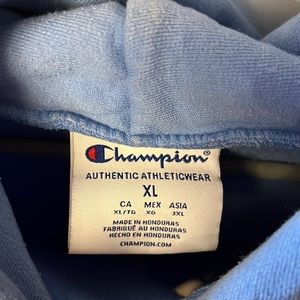 Champion
AUTHENTIC ATHLETICWEAR
XL
CA MEX ASIA
XL/TG XG 3XL
MADE IN HONDURAS
FABRIQUÉ AU HONDURAS
HECHO EN HONDURAS
CHAMPION.COM